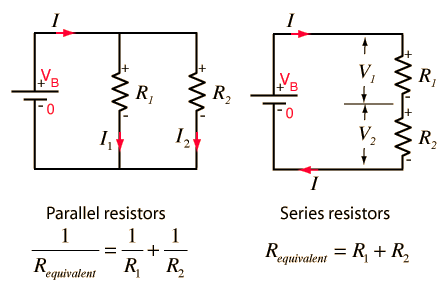 I
V_B
+
-
0
+
R_1
-
+
R_2
-
I_1
I_2
Parallel resistors
1/R_equivalent = 1/R_1 + 1/R_2
I
V_B
+
-
0
V_1
+
R_1
-
V_2
+
R_2
-
I
Series resistors
R_equivalent = R_1 + R_2